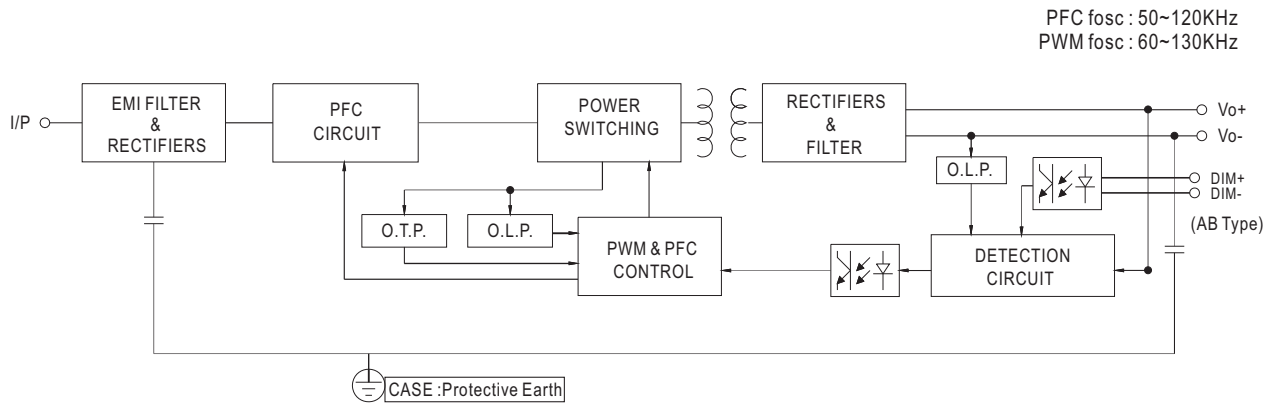 PFC fosc : 50~120KHz
PWM fosc : 60~130KHz
I/P
EMI FILTER
&
RECTIFIERS
PFC
CIRCUIT
POWER
SWITCHING
RECTIFIERS
&
FILTER
Vo+
Vo-
O.L.P.
DIM+
DIM-
(AB Type)
O.T.P.
O.L.P.
PWM & PFC
CONTROL
DETECTION
CIRCUIT
CASE :Protective Earth